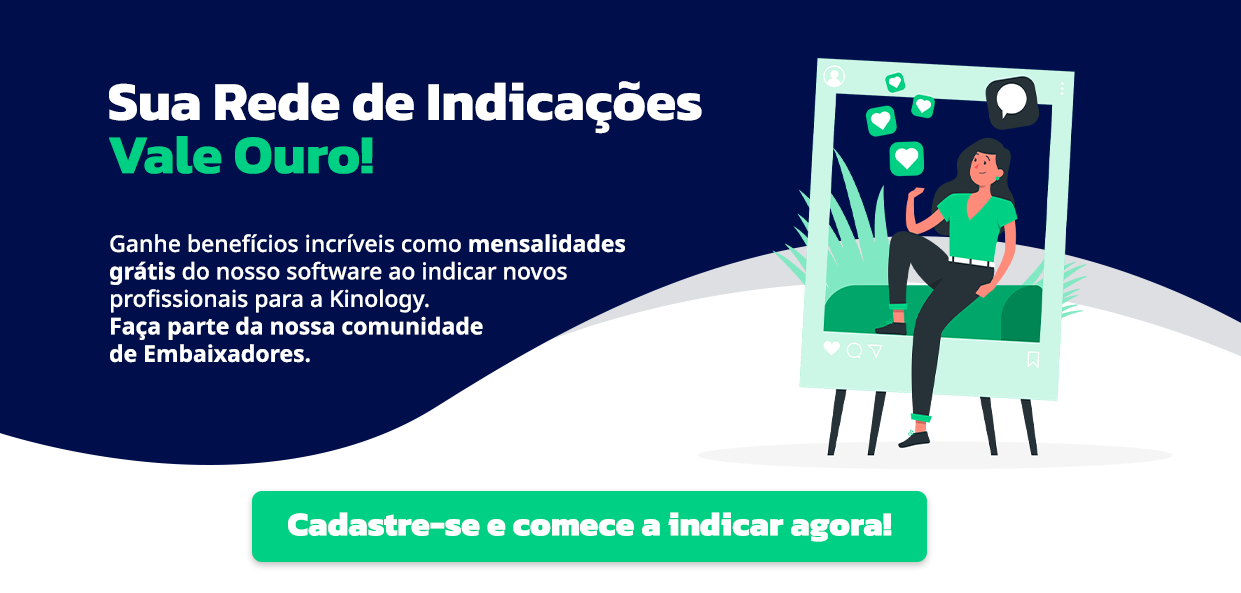 Sua Rede de Indicações
Vale Ouro!
Ganhe benefícios incríveis como mensalidades
grátis do nosso software ao indicar novos
profissionais para a Kinology.
Faça parte da nossa comunidade
de Embaixadores.
Cadastre-se e comece a indicar agora!